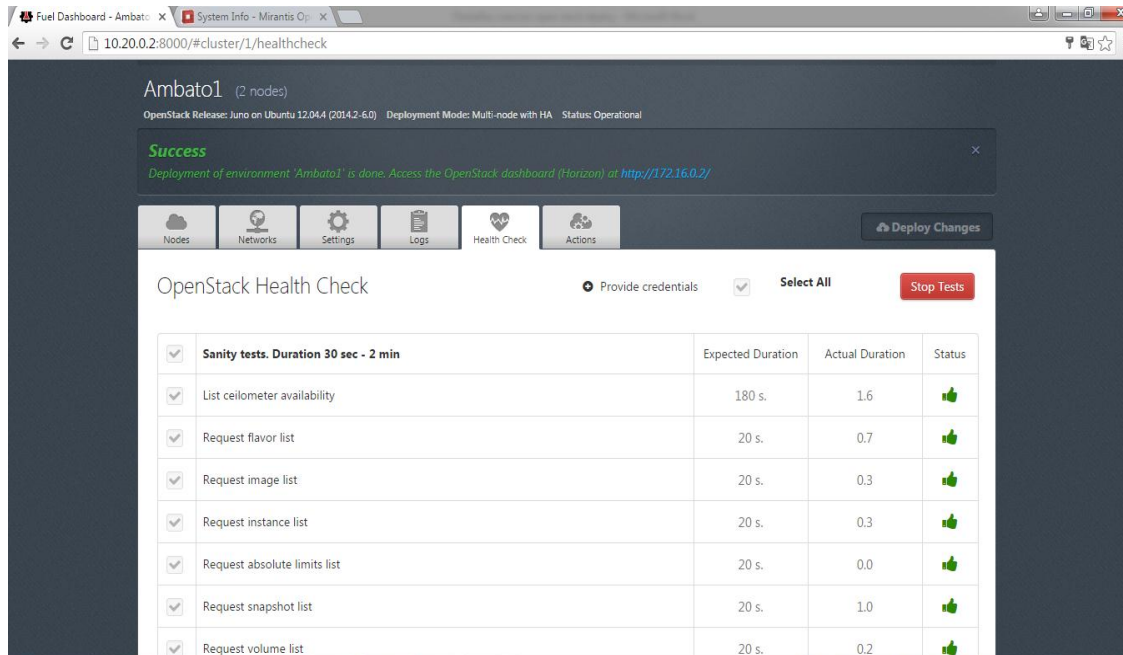 Fuel Dashboard - Ambato
System Info - Mirantis Op
10.20.0.2:8000/#cluster/1/healthcheck
Ambato1 (2 nodes)
OpenStack Release: Juno on Ubuntu 12.04.4 (2014.2-6.0) Deployment Mode: Multi-node with HA Status: Operational
Success
Deployment of environment 'Ambato1' is done. Access the OpenStack dashboard (Horizon) at http://172.16.0.2/
Nodes Networks Settings Logs Health Check Actions
Deploy Changes
OpenStack Health Check
Provide credentials
Select All
Stop Tests
Sanity tests. Duration 30 sec - 2 min Expected Duration Actual Duration Status
List ceilometer availability 180 s. 1.6
Request flavor list 20 s. 0.7
Request image list 20 s. 0.3
Request instance list 20 s. 0.3
Request absolute limits list 20 s. 0.0
Request snapshot list 20 s. 1.0
Request volume list 20 s. 0.2